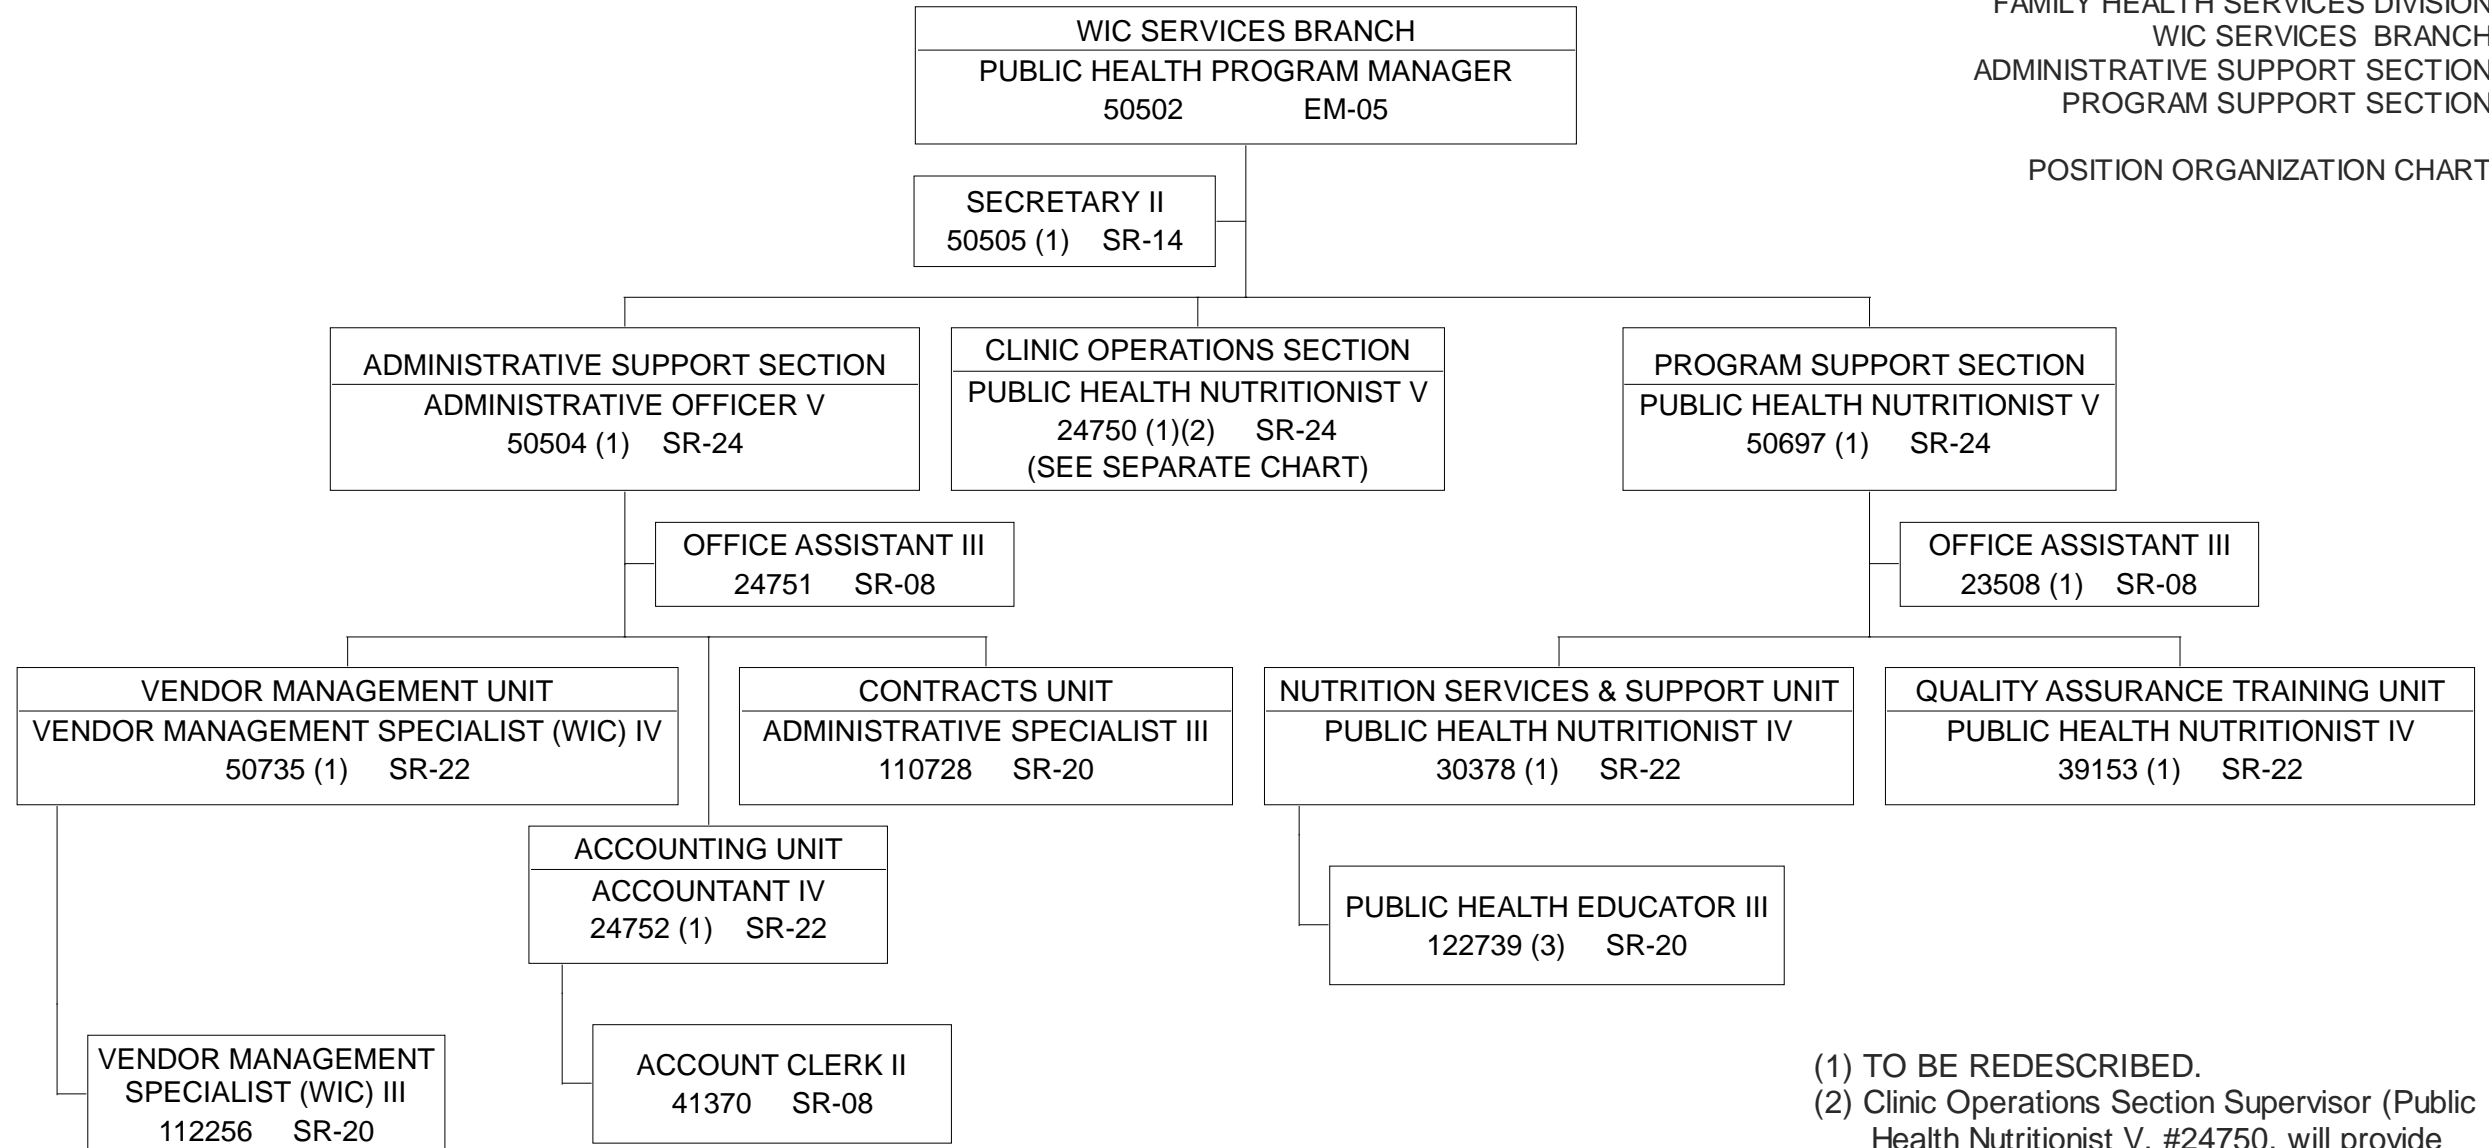 FAMILY HEALTH SERVICES DIVISION
WIC SERVICES BRANCH
ADMINISTRATIVE SUPPORT SECTION
PROGRAM SUPPORT SECTION
POSITION ORGANIZATION CHART
WIC SERVICES BRANCH
PUBLIC HEALTH PROGRAM MANAGER
50502 EM-05
SECRETARY II
50505 (1) SR-14
ADMINISTRATIVE SUPPORT SECTION
ADMINISTRATIVE OFFICER V
50504 (1) SR-24
CLINIC OPERATIONS SECTION
PUBLIC HEALTH NUTRITIONIST V
24750 (1)(2) SR-24
(SEE SEPARATE CHART)
PROGRAM SUPPORT SECTION
PUBLIC HEALTH NUTRITIONIST V
50697 (1) SR-24
OFFICE ASSISTANT III
24751 SR-08
OFFICE ASSISTANT III
23508 (1) SR-08
VENDOR MANAGEMENT UNIT
VENDOR MANAGEMENT SPECIALIST (WIC) IV
50735 (1) SR-22
CONTRACTS UNIT
ADMINISTRATIVE SPECIALIST III
110728 SR-20
NUTRITION SERVICES & SUPPORT UNIT
PUBLIC HEALTH NUTRITIONIST IV
30378 (1) SR-22
QUALITY ASSURANCE TRAINING UNIT
PUBLIC HEALTH NUTRITIONIST IV
39153 (1) SR-22
ACCOUNTING UNIT
ACCOUNTANT IV
24752 (1) SR-22
PUBLIC HEALTH EDUCATOR III
122739 (3) SR-20
VENDOR MANAGEMENT
SPECIALIST (WIC) III
112256 SR-20
ACCOUNT CLERK II
41370 SR-08
(1) TO BE REDESCRIBED.
(2) Clinic Operations Section Supervisor (Public
Health Nutritionist V, #24750, will provide